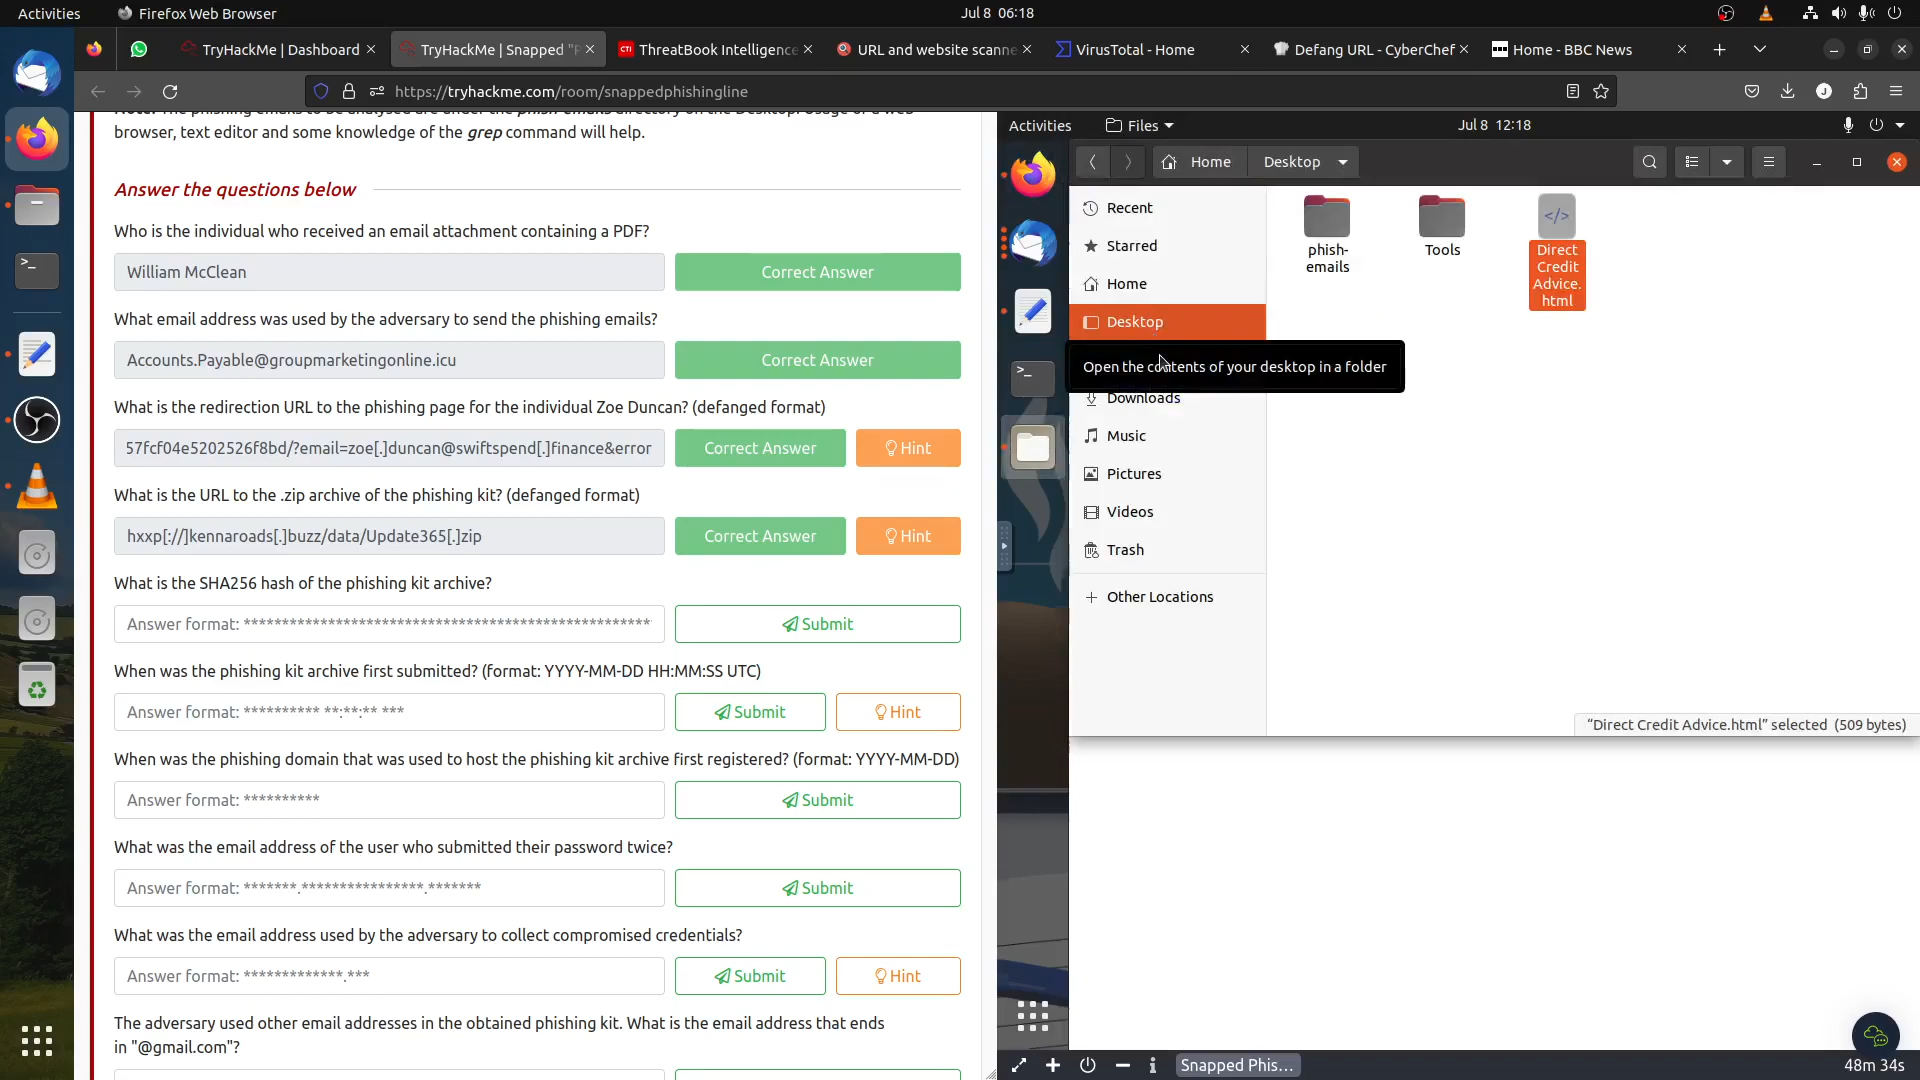 Activities
Firefox Web Browser
Jul 8 06:18
TryHackMe | Dashboard
TryHackMe | Snapped "P
ThreatBook Intelligence
URL and website scanne
VirusTotal - Home
Defang URL - CyberChef
Home - BBC News
https://tryhackme.com/room/snappedphishingline
browser, text editor and some knowledge of the grep command will help.
Answer the questions below
Who is the individual who received an email attachment containing a PDF?
William McClean
Correct Answer
What email address was used by the adversary to send the phishing emails?
Accounts.Payable@groupmarketingonline.icu
Correct Answer
What is the redirection URL to the phishing page for the individual Zoe Duncan? (defanged format)
57fcf04e5202526f8bd/?email=zoe[.]duncan@swiftspend[.]finance&error
Correct Answer
Hint
What is the URL to the .zip archive of the phishing kit? (defanged format)
hxxp[://]kennaroads[.]buzz/data/Update365[.]zip
Correct Answer
Hint
What is the SHA256 hash of the phishing kit archive?
Answer format: ****************************************************
Submit
When was the phishing kit archive first submitted? (format: YYYY-MM-DD HH:MM:SS UTC)
Answer format: ********** **:**:** ***
Submit
Hint
When was the phishing domain that was used to host the phishing kit archive first registered? (format: YYYY-MM-DD)
Answer format: **********
Submit
What was the email address of the user who submitted their password twice?
Answer format: *******.****************.*******
Submit
What was the email address used by the adversary to collect compromised credentials?
Answer format: *************.***
Submit
Hint
The adversary used other email addresses in the obtained phishing kit. What is the email address that ends
in "@gmail.com"?
Activities
Files
Jul 8 12:18
Home
Desktop
Recent
Starred
Home
Desktop
Open the contents of your desktop in a folder
Downloads
Music
Pictures
Videos
Trash
Other Locations
phish-
emails
Tools
Direct
Credit
Advice.
html
"Direct Credit Advice.html" selected (509 bytes)
Snapped Phis...
48m 34s